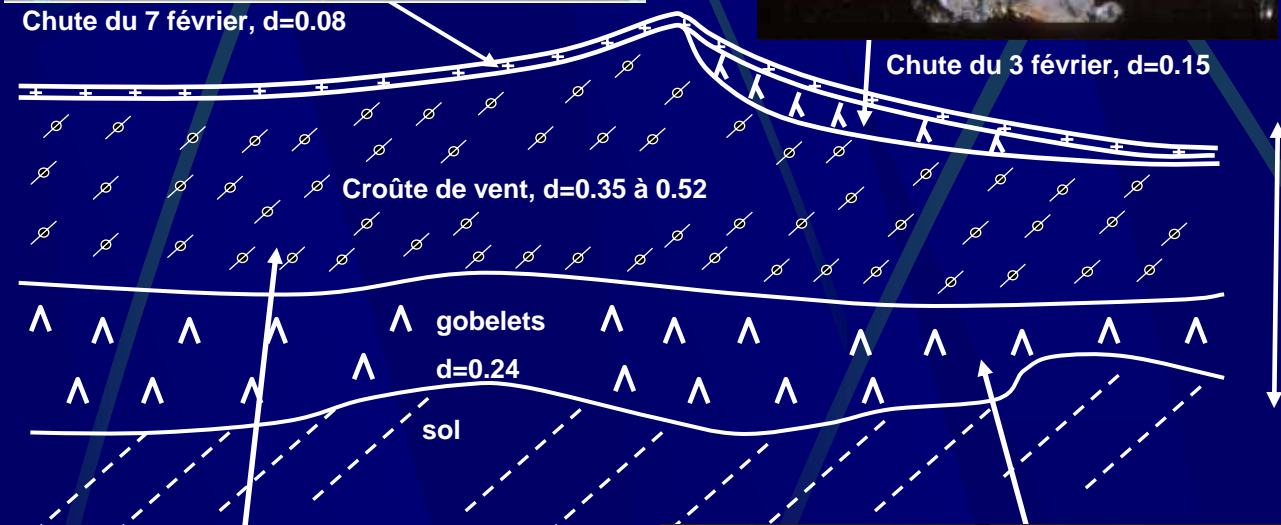 Chute du 7 février, d=0.08
Chute du 3 février, d=0.15
Croûte de vent, d=0.35 à 0.52
gobelets
d=0.24
sol